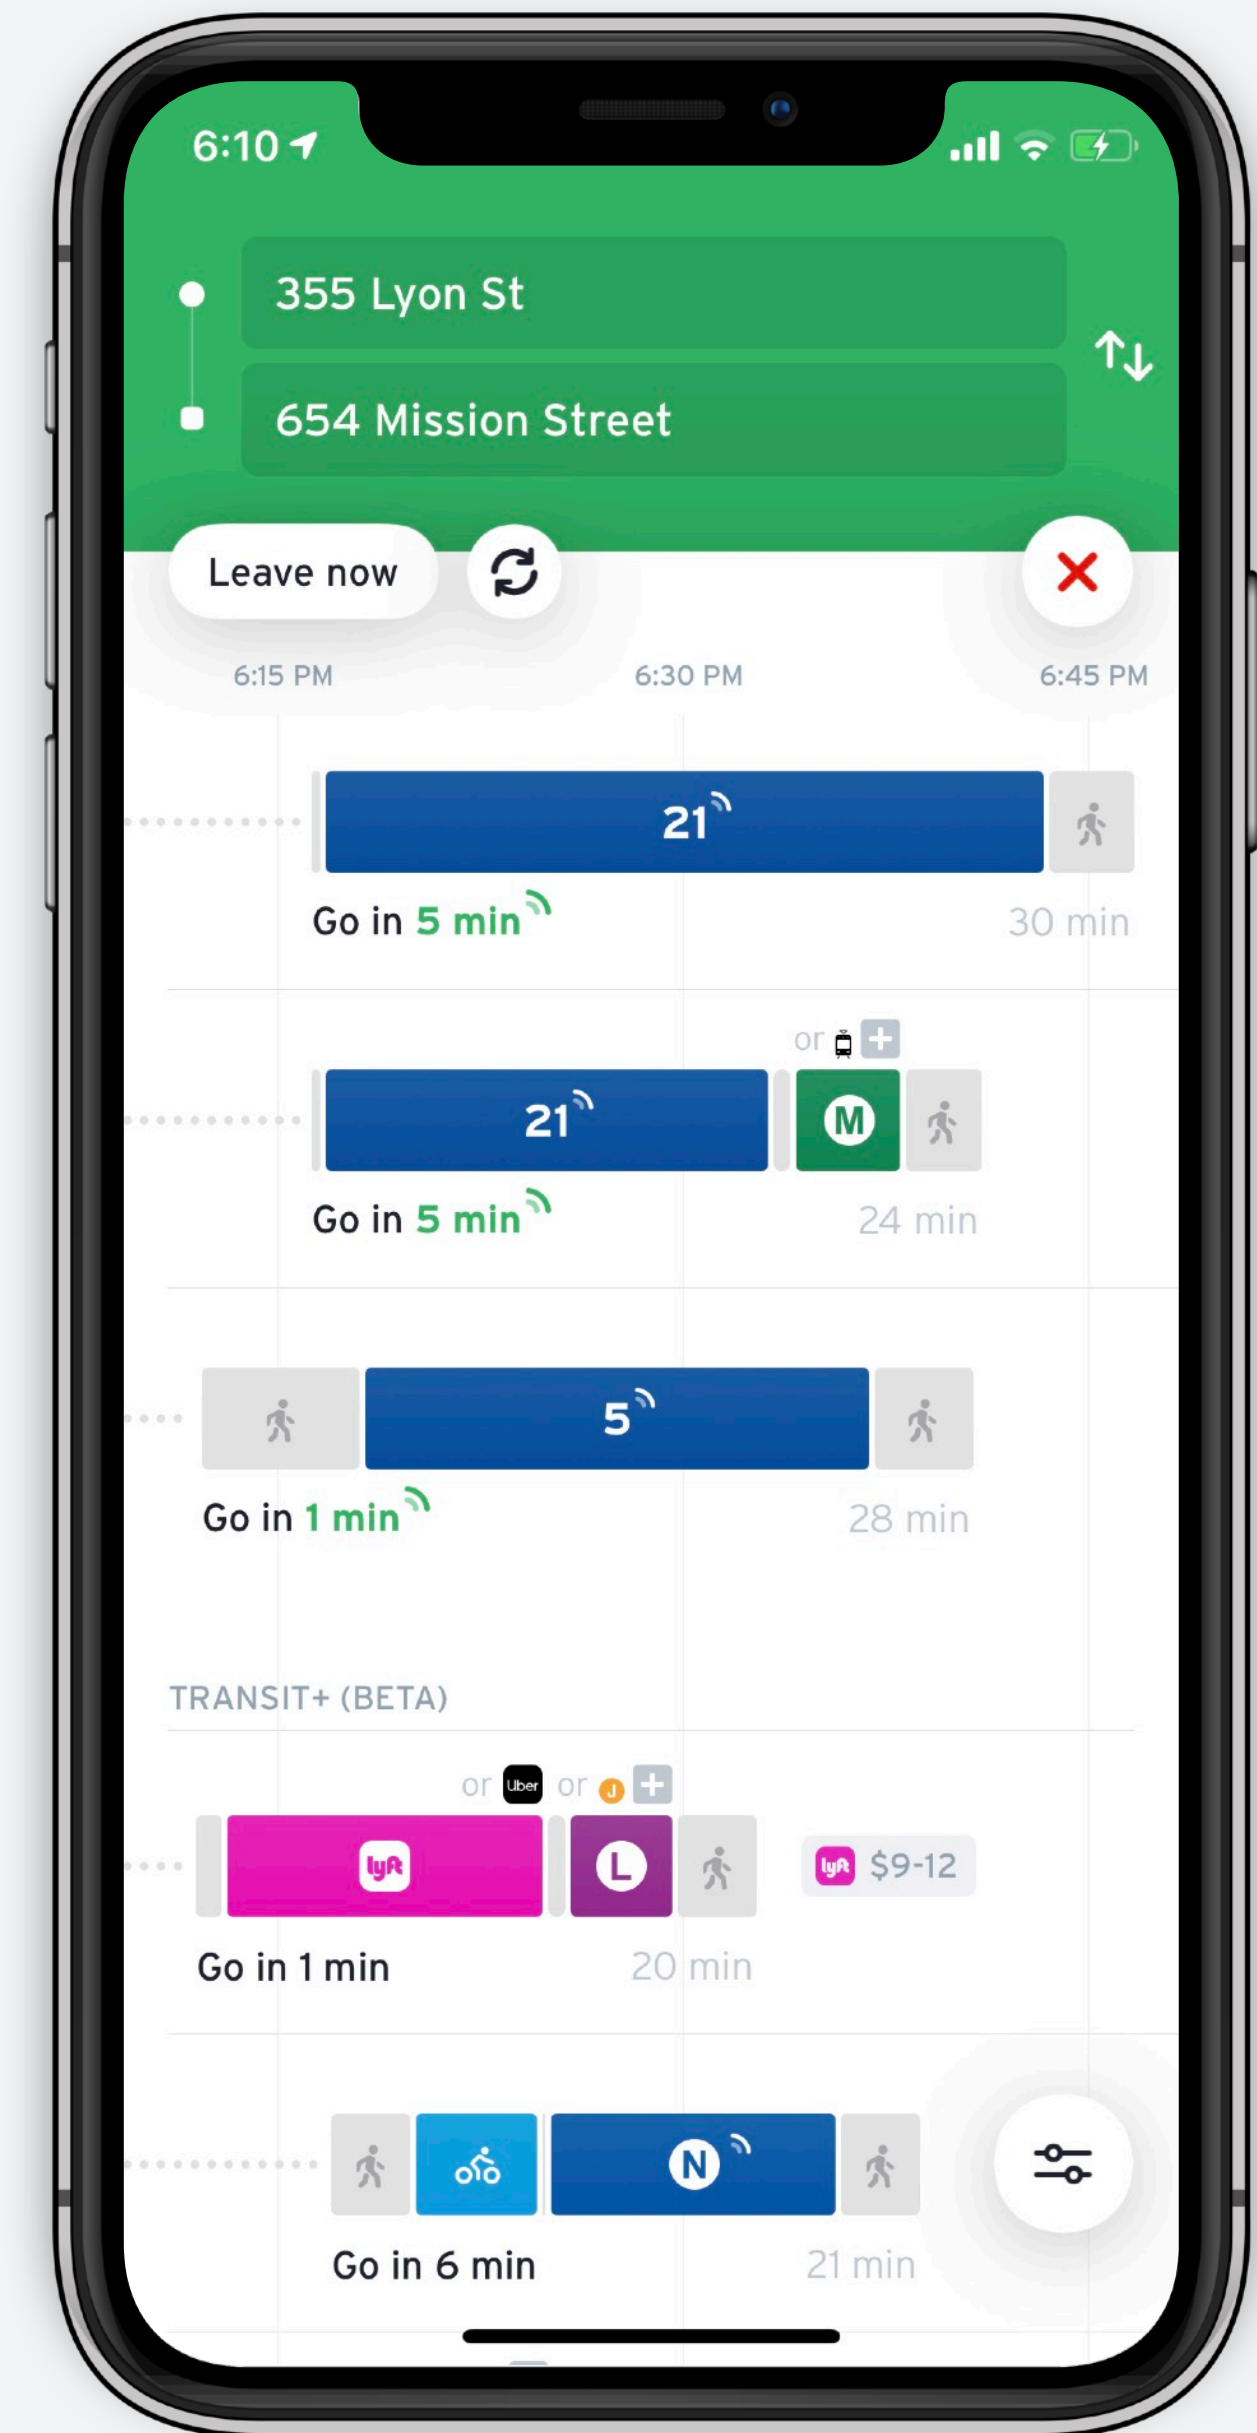 6:10
355 Lyon St
654 Mission Street
Leave now
6:15 PM 6:30 PM 6:45 PM
21
Go in 5 min 30 min
or
21 M
Go in 5 min 24 min
5
Go in 1 min 28 min
TRANSIT+ (BETA)
or Uber or J
lyft L lyft $9-12
Go in 1 min 20 min
N
Go in 6 min 21 min